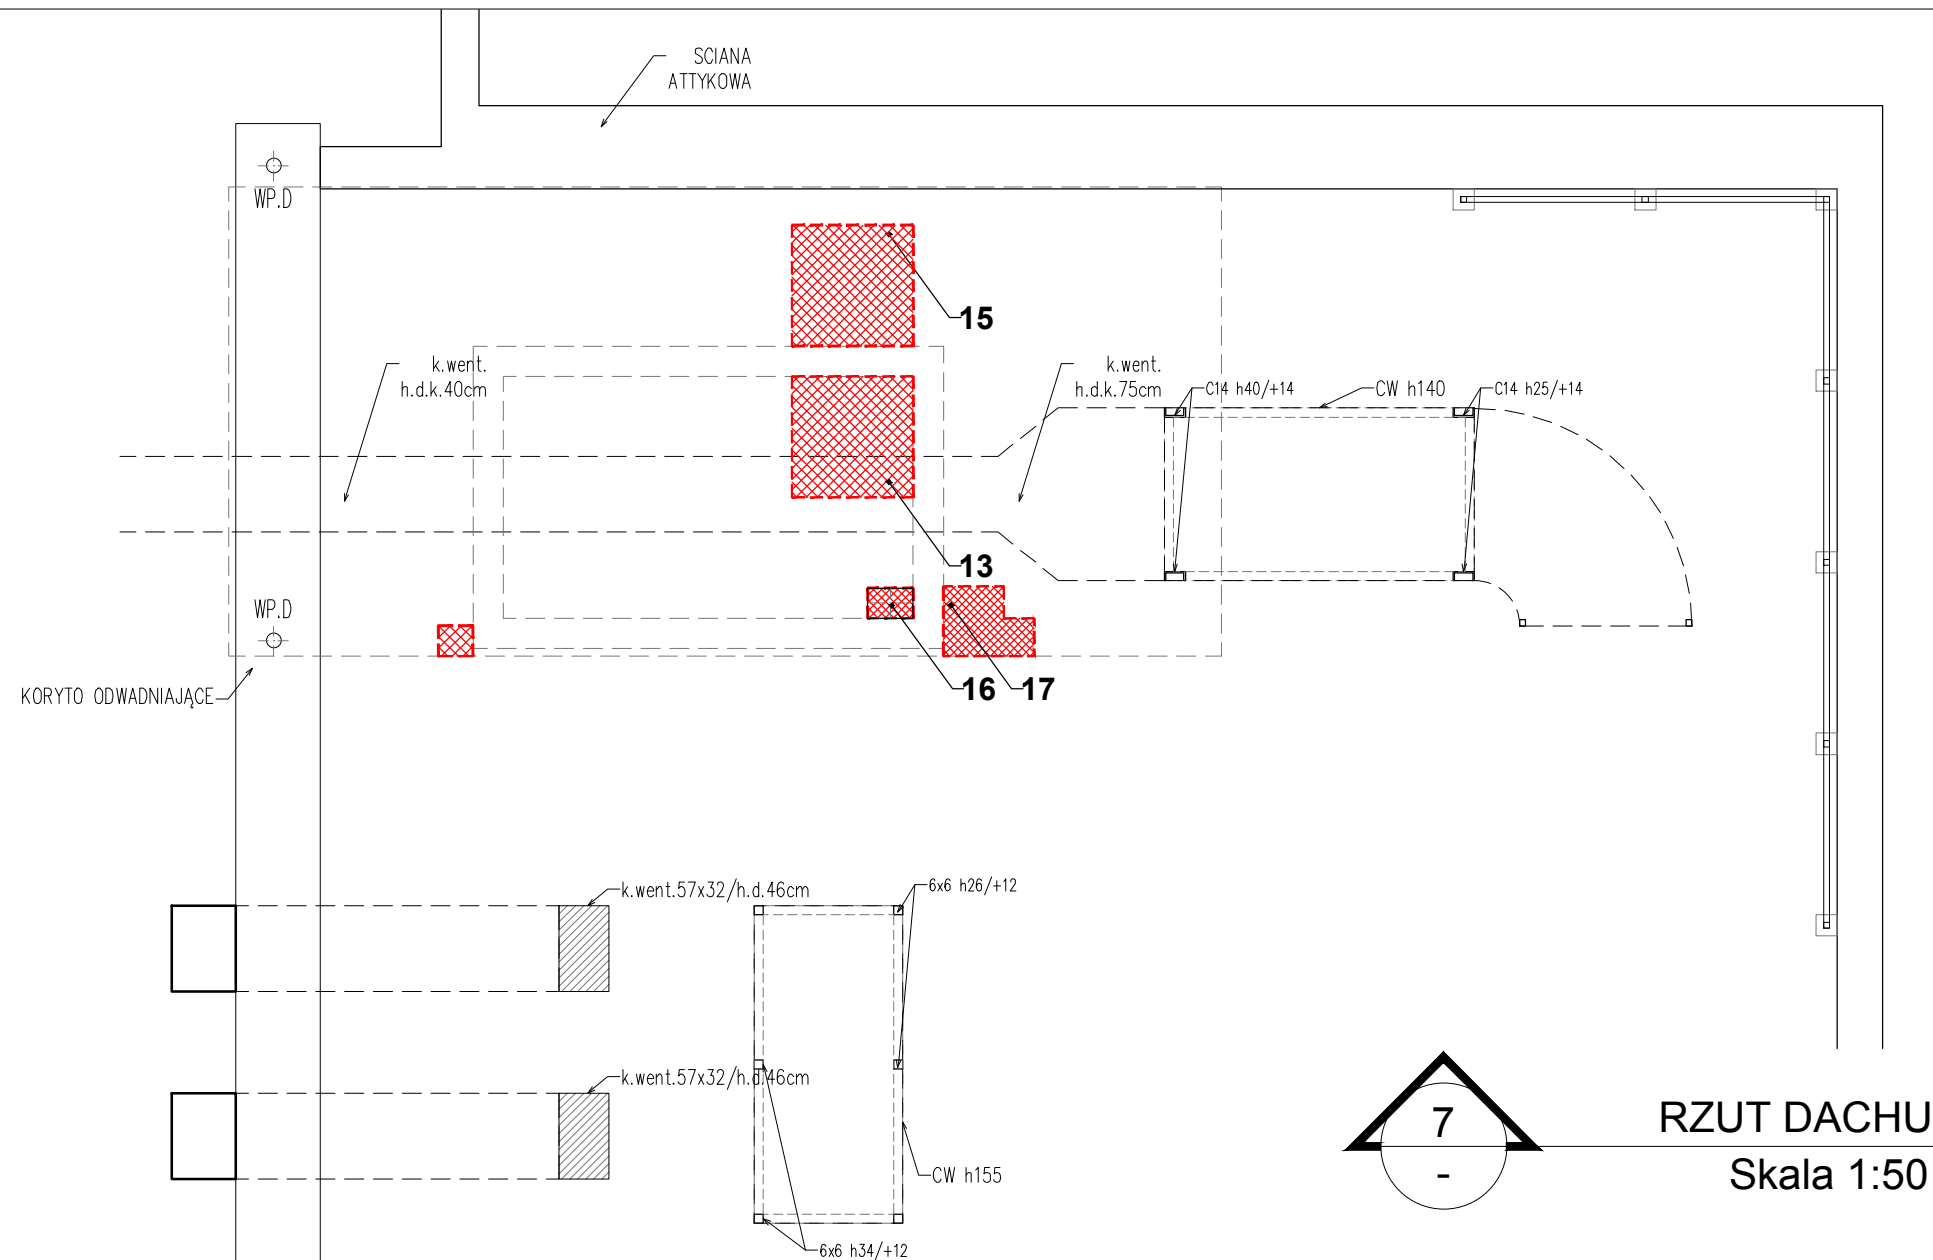 SCIANA
ATTYKOWA
WP.D
15
k.went.
h.d.k.40cm
k.went.
h.d.k.75cm
C14 h40/+14
CW h140
C14 h25/+14
13
WP.D
16
17
KORYTO ODWADNIAJĄCE
k.went.57x32/h.d.46cm
6x6 h26/+12
k.went.57x32/h.d.46cm
CW h155
6x6 h34/+12
7
-
RZUT DACHU
Skala 1:50